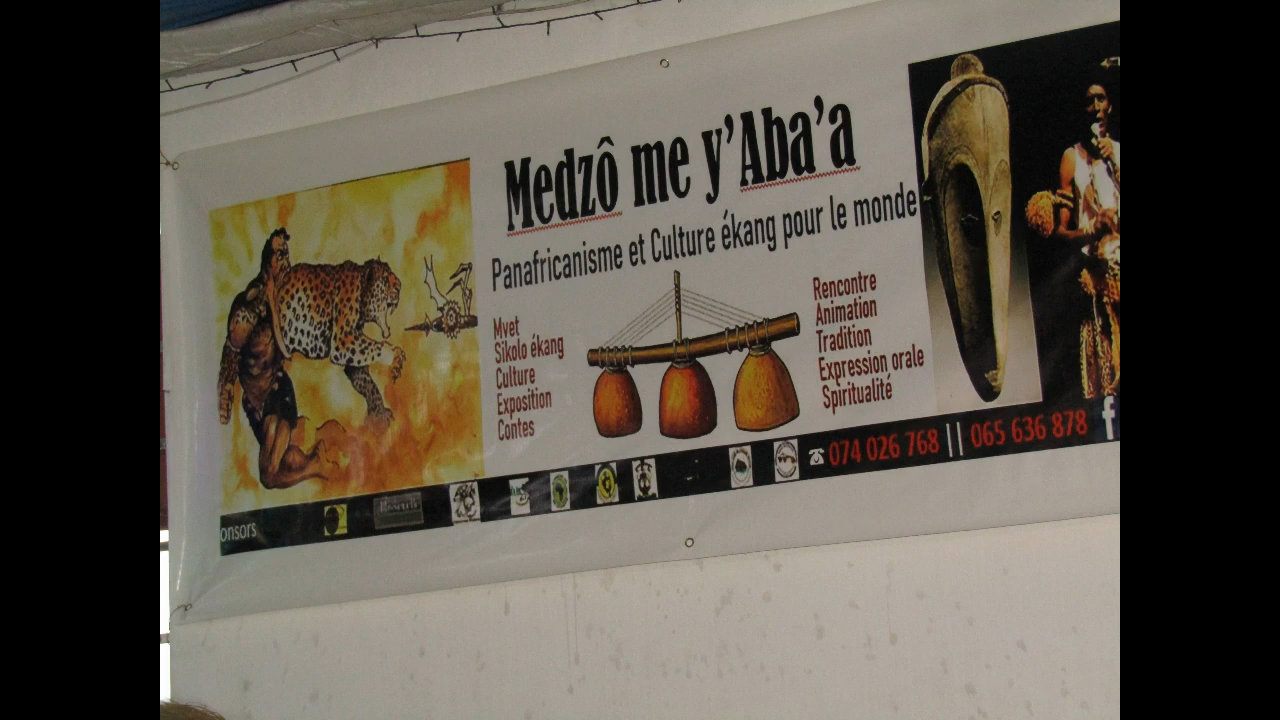 Medzô me y'Aba'a
Panafricanisme et Culture ékang pour le monde
Mvet
Sikolo ékang
Culture
Exposition
Contes
Rencontre
Animation
Tradition
Expression orale
Spiritualité
onsors
074 026 768 || 065 636 878 f